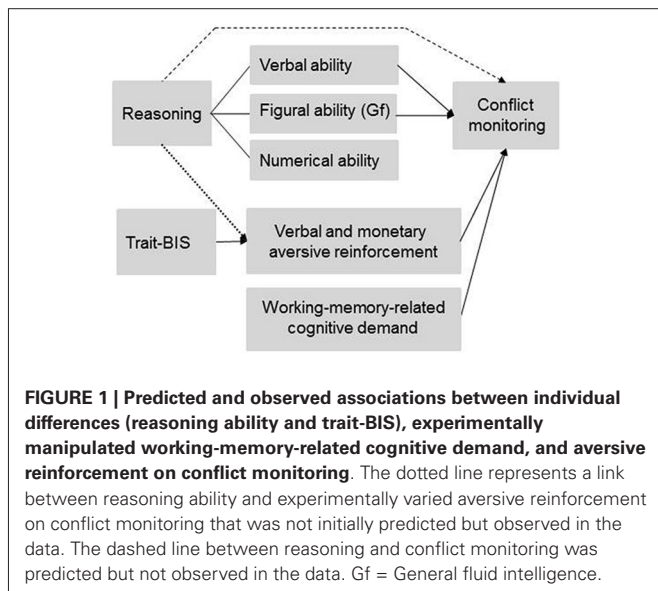 Verbal ability
Reasoning
Figural ability (Gf)
Conflict
monitoring
Numerical ability
Trait-BIS
Verbal and monetary
aversive reinforcement
Working-memory-related
cognitive demand
FIGURE 1 | Predicted and observed associations between individual
differences (reasoning ability and trait-BIS), experimentally
manipulated working-memory-related cognitive demand, and aversive
reinforcement on conflict monitoring. The dotted line represents a link
between reasoning ability and experimentally varied aversive reinforcement
on conflict monitoring that was not initially predicted but observed in the
data. The dashed line between reasoning and conflict monitoring was
predicted but not observed in the data. Gf = General fluid intelligence.